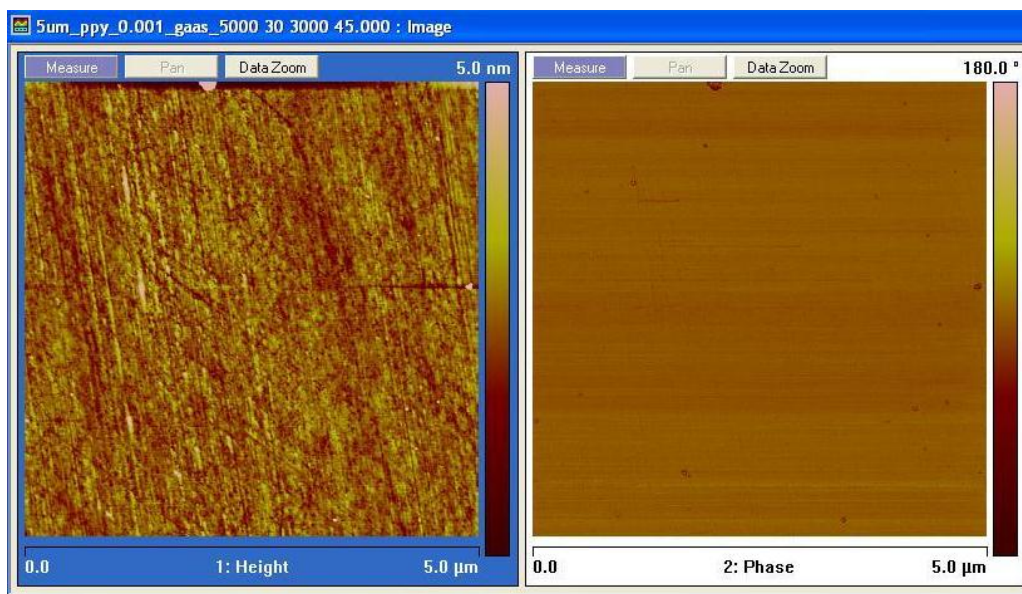 5um_ppy_0.001_gaas_5000 30 3000 45.000 : Image
Measure Pan Data Zoom 5.0 nm
Measure Pan Data Zoom 180.0 °
0.0 1: Height 5.0 µm
0.0 2: Phase 5.0 µm